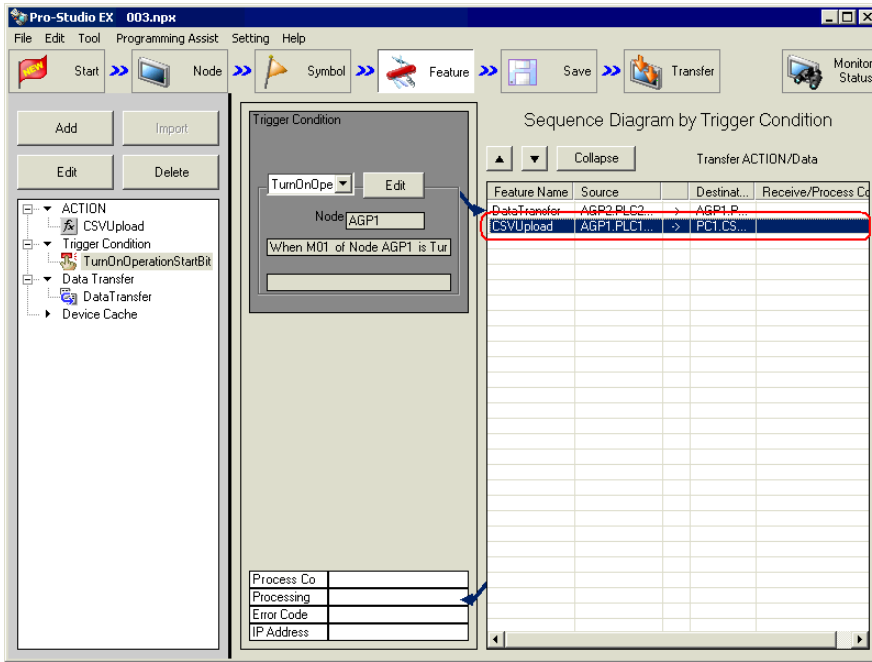 Pro-Studio EX 003.npx
File Edit Tool Programming Assist Setting Help
NEW Start Node Symbol Feature Save Transfer Monitor Status
Add Import
Edit Delete
ACTION
CSVUpload
Trigger Condition
TurnOnOperationStartBit
Data Transfer
DataTransfer
Device Cache
Trigger Condition
TurnOnOpe Edit
Node AGP1
When M01 of Node AGP1 is Tur
Process Co
Processing
Error Code
IP Address
Sequence Diagram by Trigger Condition
Collapse Transfer ACTION/Data
Feature Name Source Destinat... Receive/Process Co
DataTransfer AGP2.PLC2... -> AGP1.P...
CSVUpload AGP1.PLC1... -> PC1.CS...